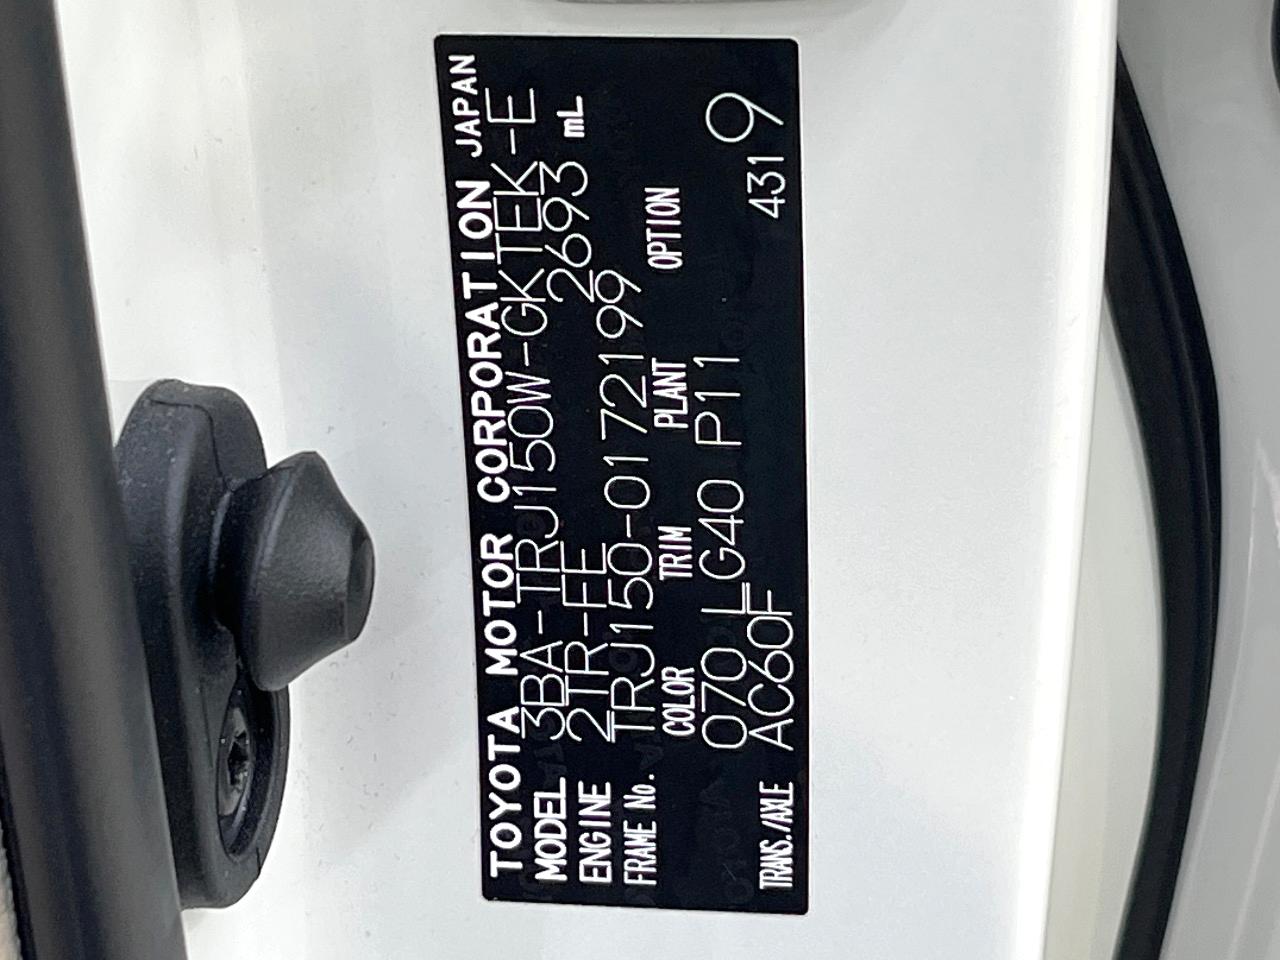 TOYOTA MOTOR CORPORATION JAPAN
MODEL 3BA-TRJ150W-GKTEK-E
ENGINE 2TR-FE 2693 mL
FRAME No. TRJ150-0172199
COLOR TRIM PLANT OPTION
070 LG40 P11
TRANS./AXLE AC60F 4319